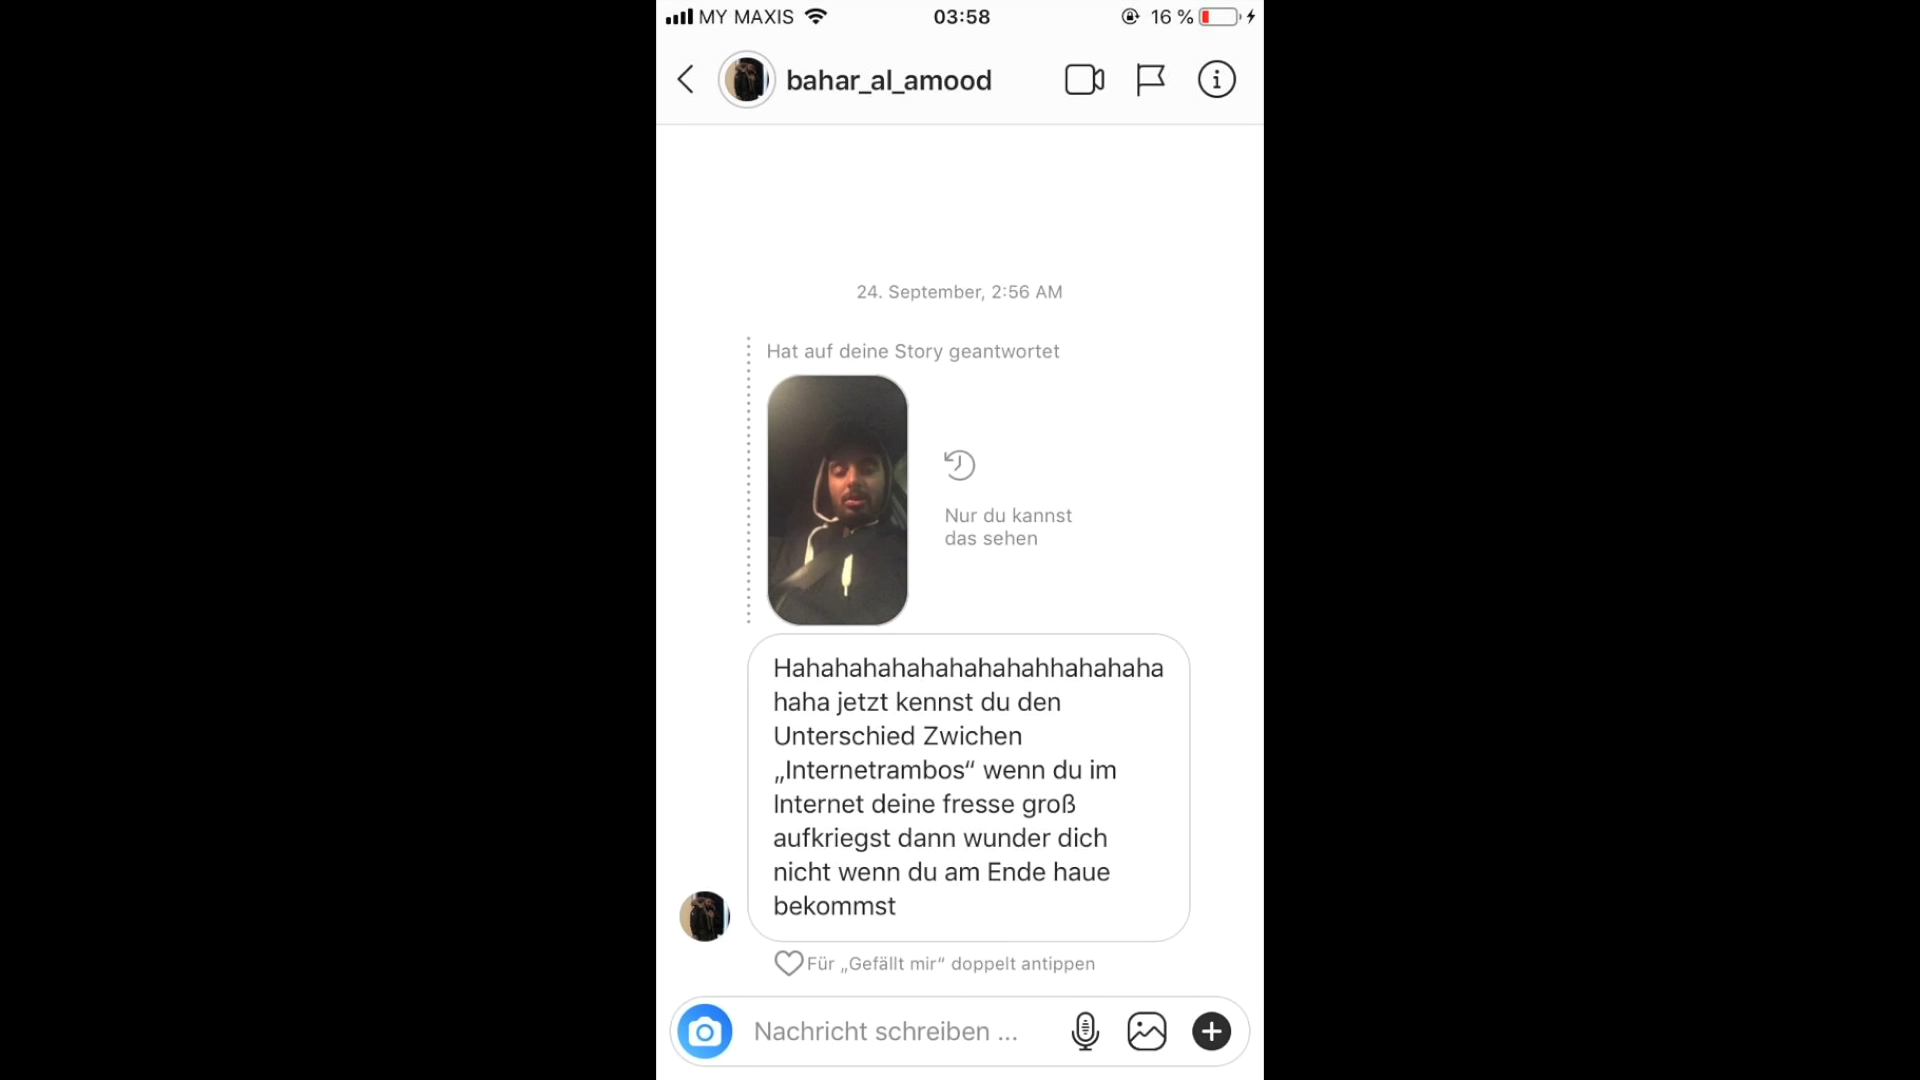 MY MAXIS 03:58 16 %
bahar_al_amood
24. September, 2:56 AM
Hat auf deine Story geantwortet
Nur du kannst
das sehen
Hahahahahahahahahahhahahaha
haha jetzt kennst du den
Unterschied Zwichen
„Internetrambos“ wenn du im
Internet deine fresse groß
aufkriegst dann wunder dich
nicht wenn du am Ende haue
bekommst
Für „Gefällt mir“ doppelt antippen
Nachricht schreiben ...